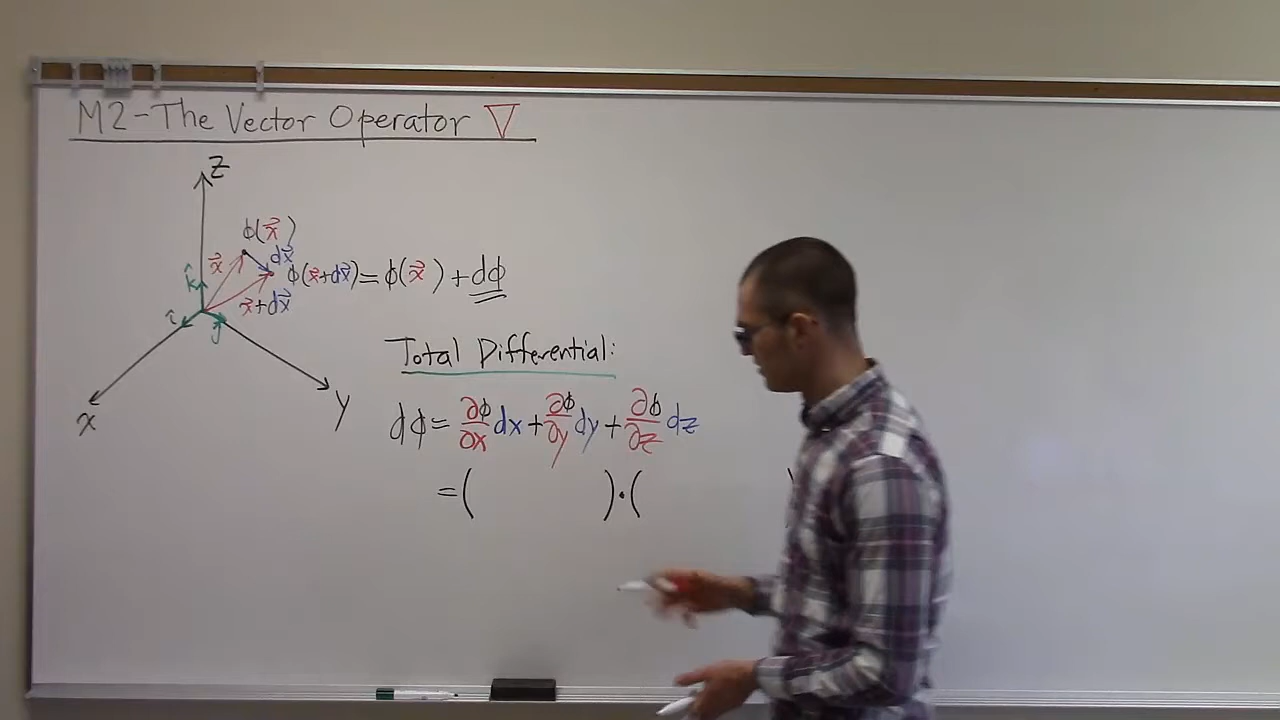 M2-The Vector Operator ∇
z
ϕ(x⃗)
dx⃗
x⃗
k̂
ϕ(x⃗+dx⃗)=ϕ(x⃗)+dϕ
x⃗+dx⃗
î
ĵ
x
y
Total Differential:
dϕ = ∂ϕ/∂x dx + ∂ϕ/∂y dy + ∂ϕ/∂z dz
=( )·( )